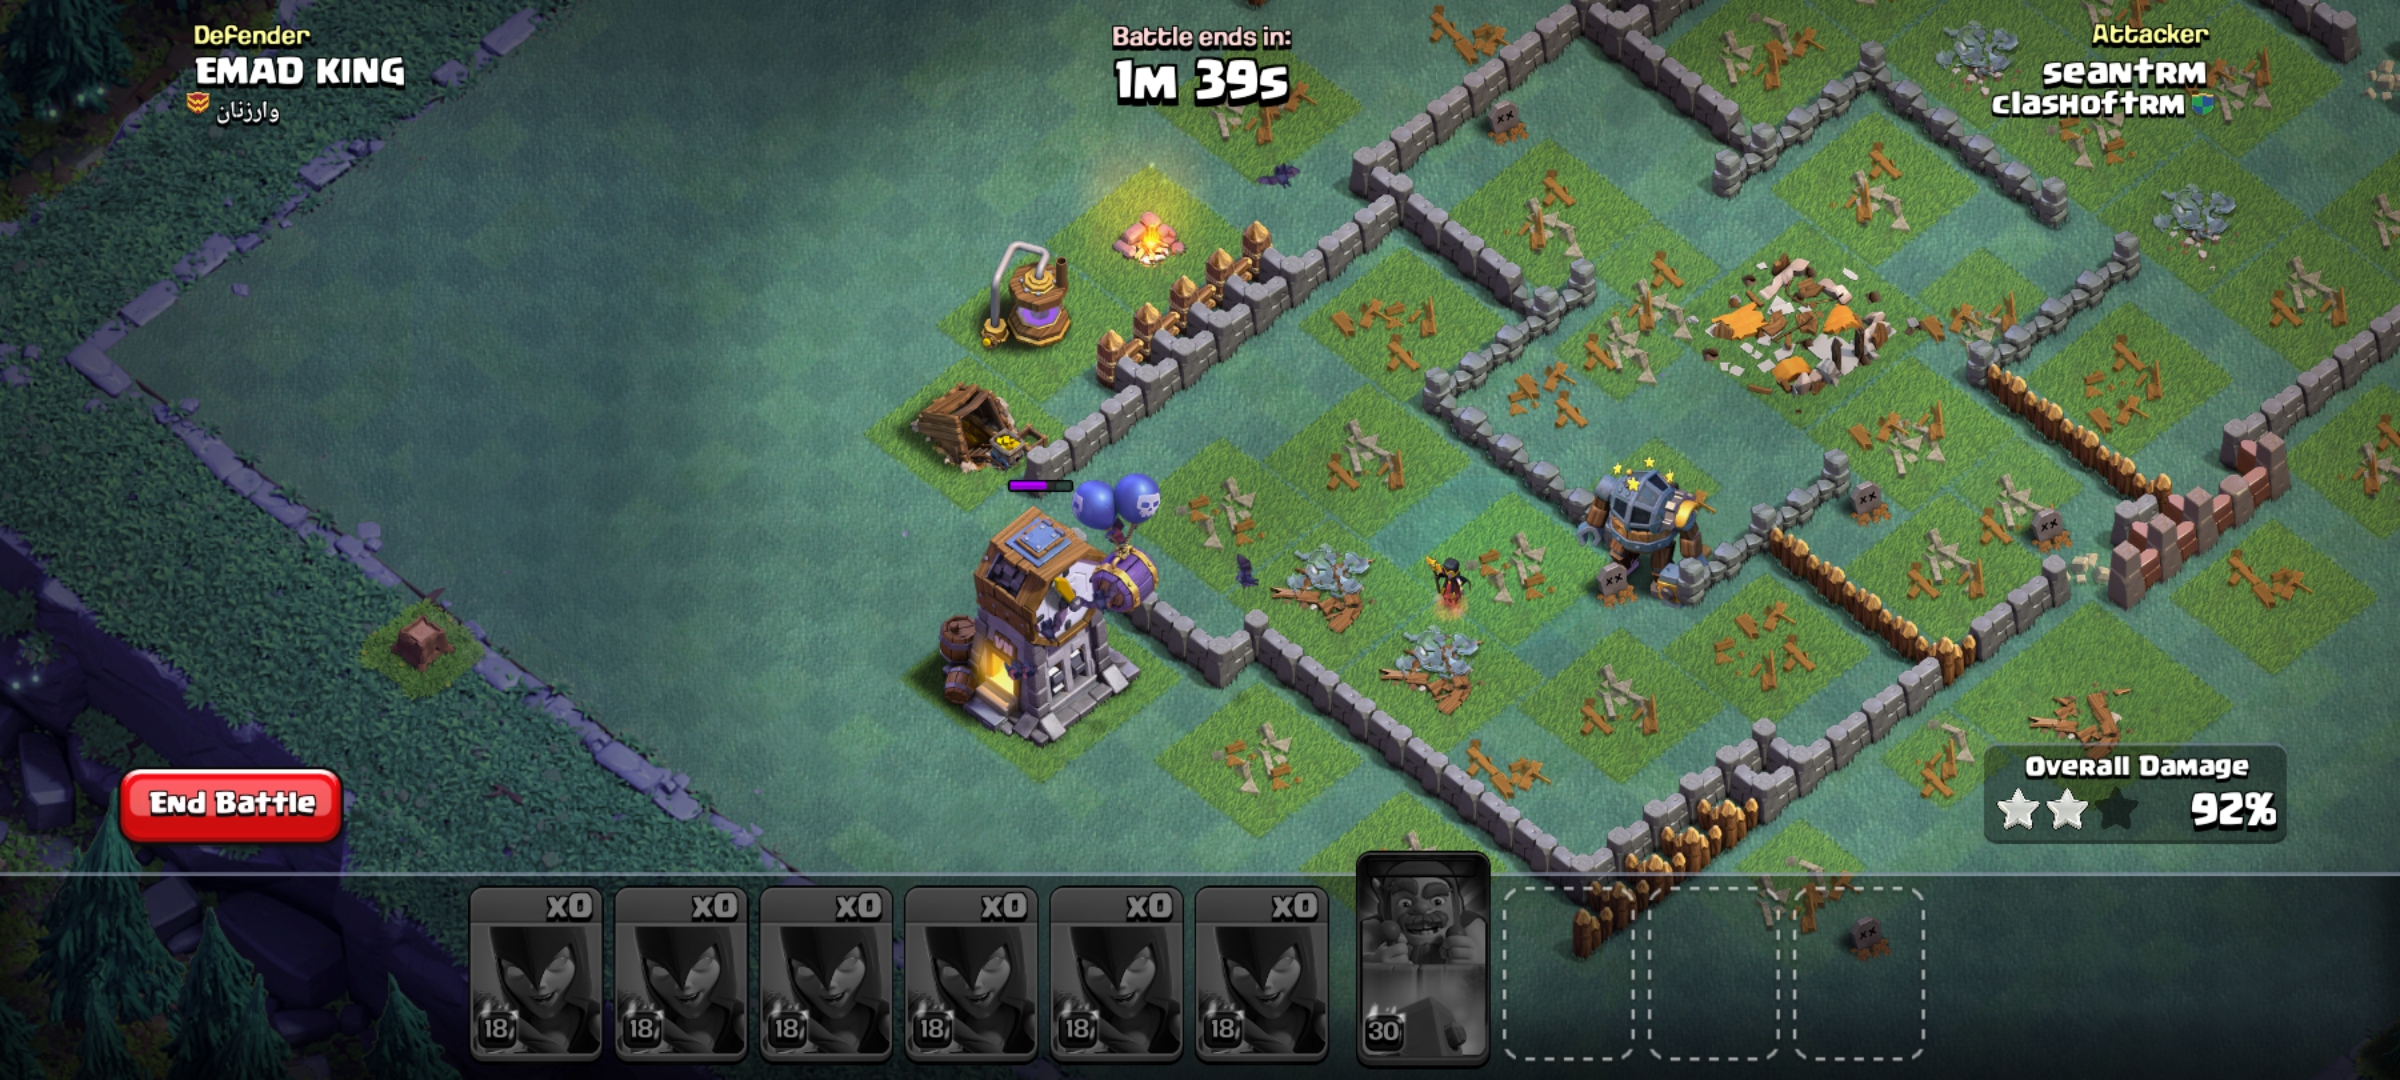 Defender
EMAD KING
وارزنان
Battle ends in:
1M 39s
Attacker
seantrm
clashoftrm
End Battle
Overall Damage
92%
x0
x0
x0
x0
x0
x0
18
18
18
18
18
18
30